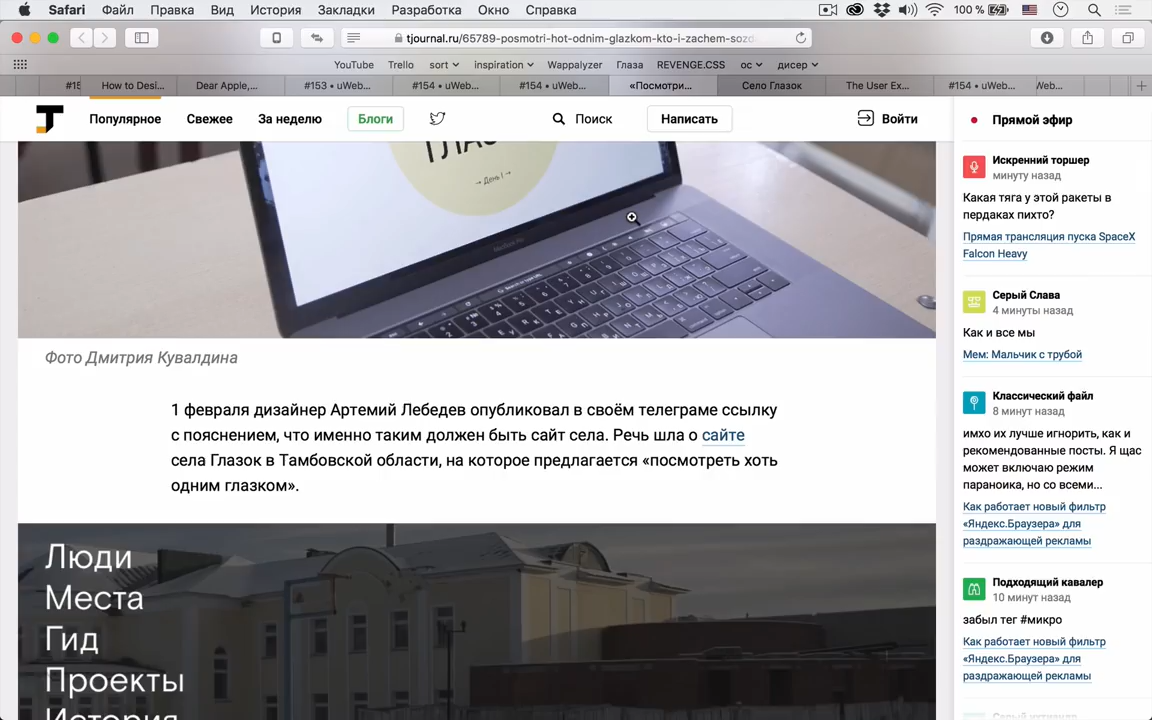 Safari Файл Правка Вид История Закладки Разработка Окно Справка 100 %
tjournal.ru/65789-posmotri-hot-odnim-glazkom-kto-i-zachem-sozd
YouTube Trello sort inspiration Wappalyzer Глаза REVENGE.CSS ос дисер
#15 How to Desi... Dear Apple,... #153 • uWeb... #154 • uWeb... #154 • uWeb... «Посмотри... Село Глазок The User Ex... #154 • uWeb... Web...
Популярное Свежее За неделю Блоги Поиск Написать Войти
Прямой эфир
ГЛАЗ
День 1
MacBook Pro
Фото Дмитрия Кувалдина
1 февраля дизайнер Артемий Лебедев опубликовал в своём телеграме ссылку
с пояснением, что именно таким должен быть сайт села. Речь шла о сайте
села Глазок в Тамбовской области, на которое предлагается «посмотреть хоть
одним глазком».
Люди
Места
Гид
Проекты
История
Искренний торшер
минуту назад
Какая тяга у этой ракеты в
пердаках пихто?
Прямая трансляция пуска SpaceX
Falcon Heavy
Серый Слава
4 минуты назад
Как и все мы
Мем: Мальчик с трубой
Классический файл
8 минут назад
имхо их лучше игнорить, как и
рекомендованные посты. Я щас
может включаю режим
параноика, но со всеми...
Как работает новый фильтр
«Яндекс.Браузера» для
раздражающей рекламы
Подходящий кавалер
10 минут назад
забыл тег #микро
Как работает новый фильтр
«Яндекс.Браузера» для
раздражающей рекламы